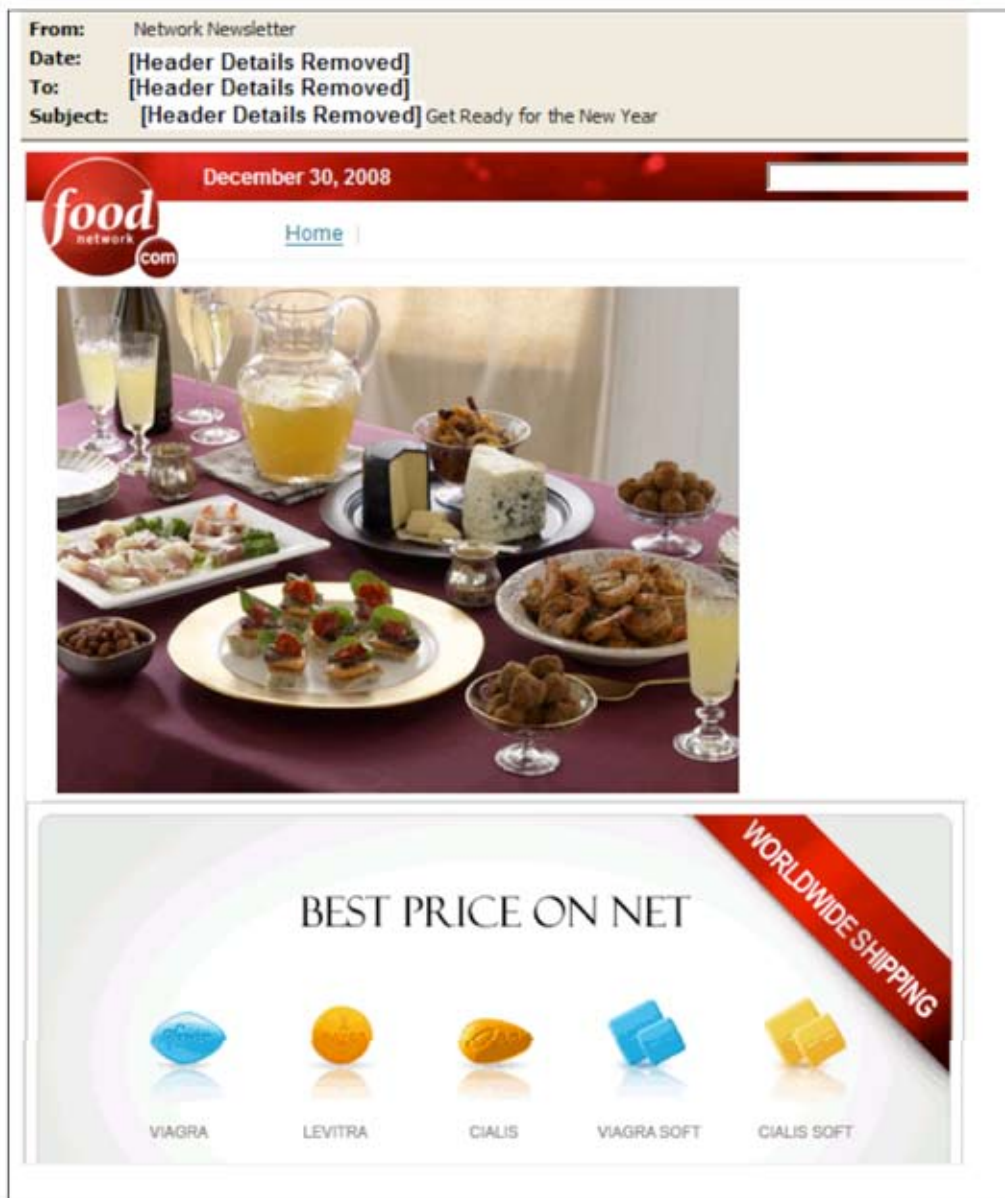 From: Network Newsletter
Date: [Header Details Removed]
To: [Header Details Removed]
Subject: [Header Details Removed] Get Ready for the New Year
food
network
com
December 30, 2008
Home
BEST PRICE ON NET
WORLDWIDE SHIPPING
VIAGRA LEVITRA CIALIS VIAGRA SOFT CIALIS SOFT